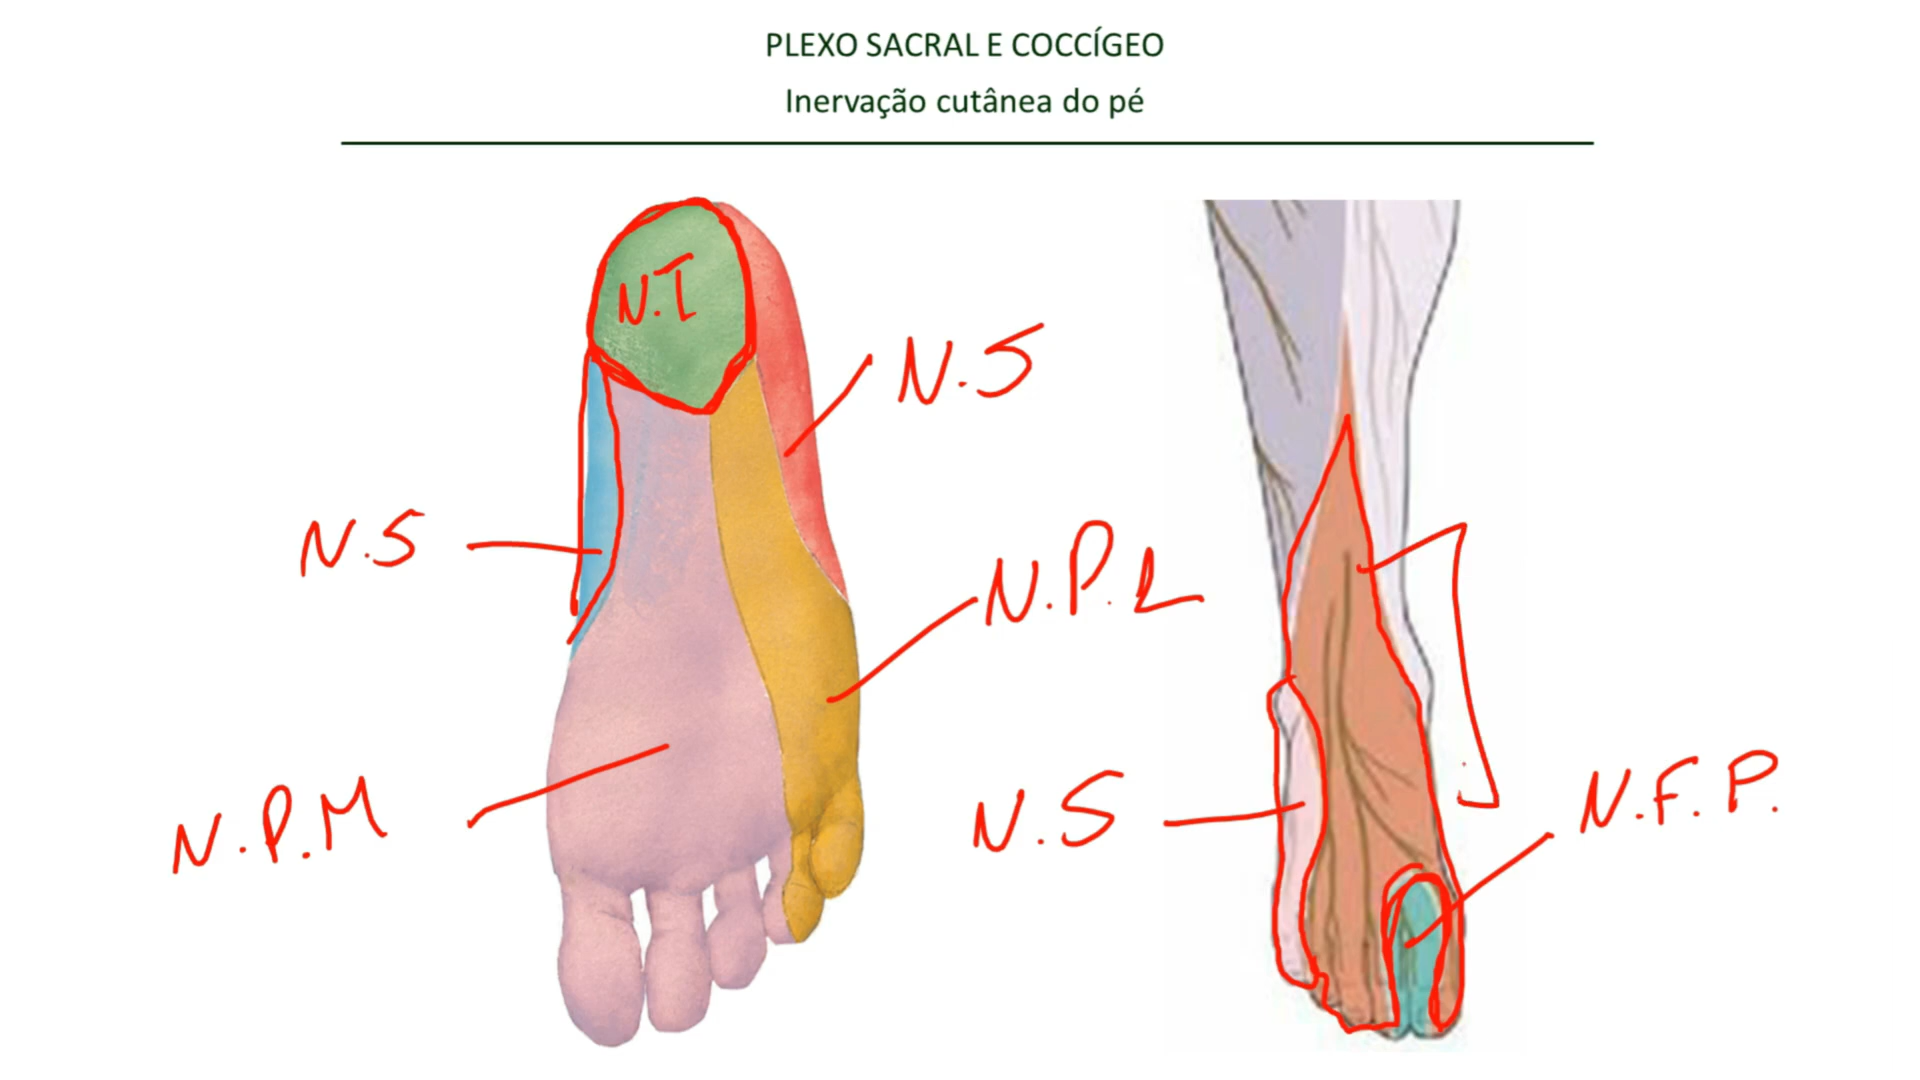 PLEXO SACRAL E COCCÍGEO
Inervação cutânea do pé
N.T
N.S
N.S
N.P.L
N.P.M
N.S
N.F.P.